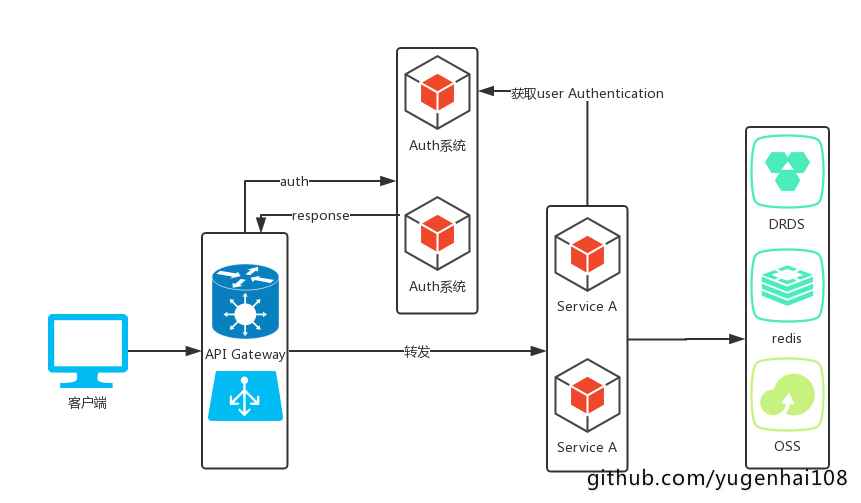 获取user Authentication
Auth系统
auth
response
Auth系统
DRDS
Service A
redis
API Gateway
转发
客户端
Service A
OSS
github.com/yugenhai108